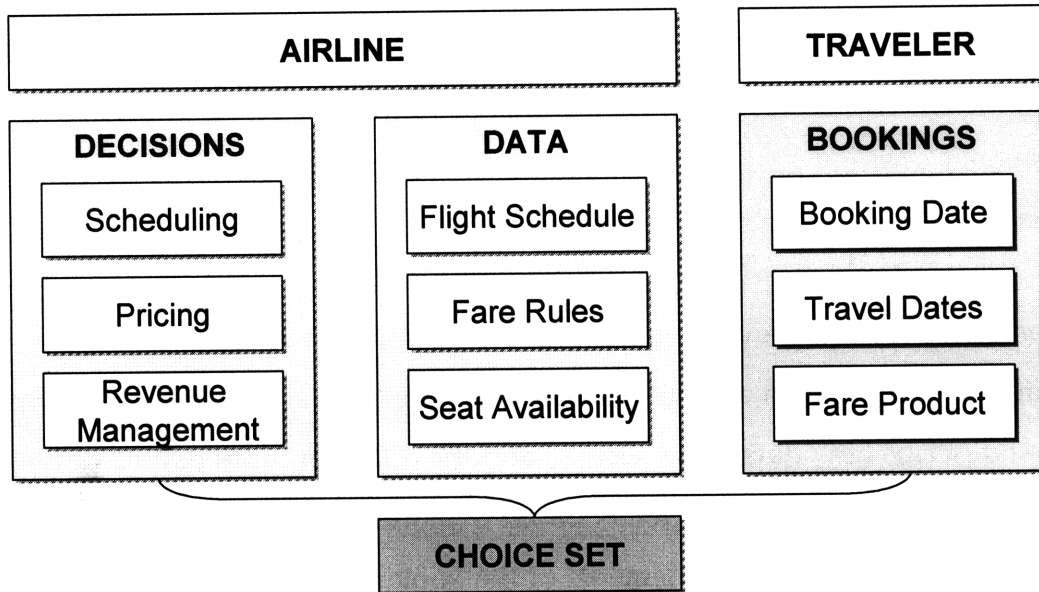 AIRLINE
TRAVELER
DECISIONS
Scheduling
Pricing
Revenue
Management
DATA
Flight Schedule
Fare Rules
Seat Availability
BOOKINGS
Booking Date
Travel Dates
Fare Product
CHOICE SET